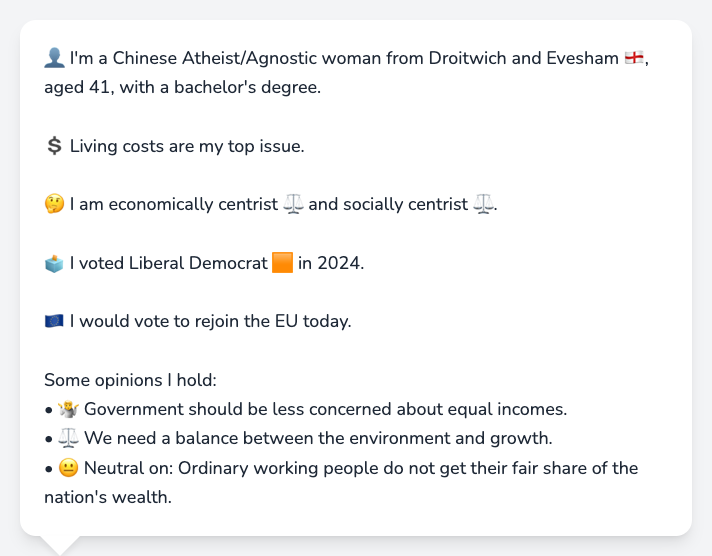 👤 I'm a Chinese Atheist/Agnostic woman from Droitwich and Evesham 🏴󠁧󠁢󠁥󠁮󠁧󠁿,
aged 41, with a bachelor's degree.
💲 Living costs are my top issue.
🤔 I am economically centrist ⚖️ and socially centrist ⚖️.
🗳️ I voted Liberal Democrat 🟧 in 2024.
🇪🇺 I would vote to rejoin the EU today.
Some opinions I hold:
• 🤷 Government should be less concerned about equal incomes.
• ⚖️ We need a balance between the environment and growth.
• 😐 Neutral on: Ordinary working people do not get their fair share of the
nation's wealth.